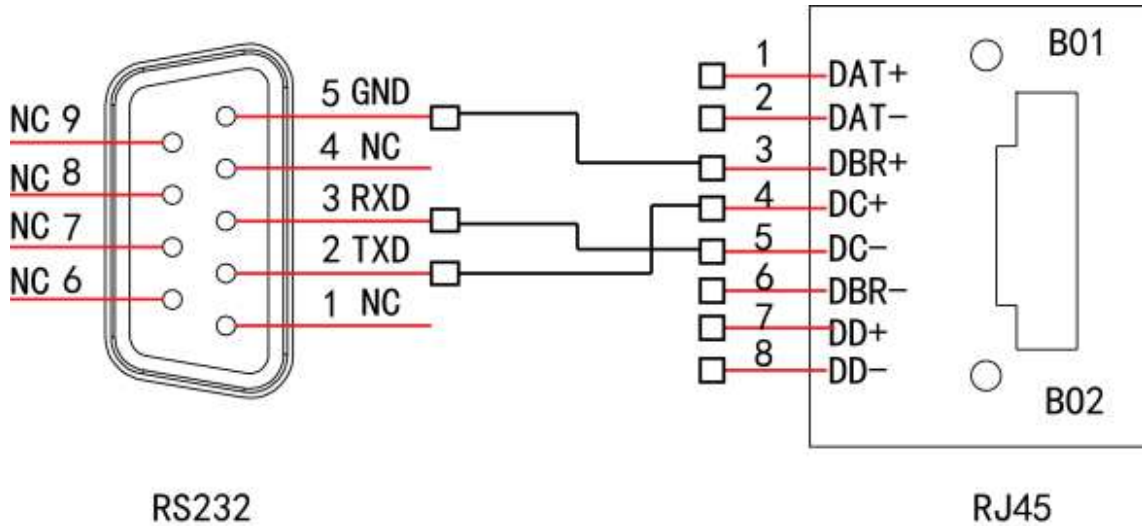 NC 9
NC 8
NC 7
NC 6
5 GND
4 NC
3 RXD
2 TXD
1 NC
1 DAT+
2 DAT-
3 DBR+
4 DC+
5 DC-
6 DBR-
7 DD+
8 DD-
B01
B02
RS232
RJ45